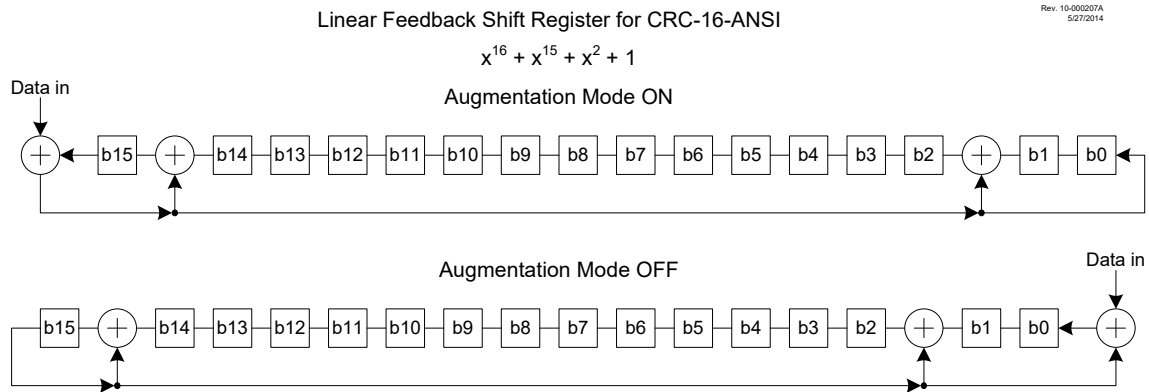 Linear Feedback Shift Register for CRC-16-ANSI
Rev. 10-000207A
5/27/2014
x¹⁶ + x¹⁵ + x² + 1
Augmentation Mode ON
Data in
+ b15 + b14 b13 b12 b11 b10 b9 b8 b7 b6 b5 b4 b3 b2 + b1 b0
Augmentation Mode OFF
Data in
b15 + b14 b13 b12 b11 b10 b9 b8 b7 b6 b5 b4 b3 b2 + b1 b0 +